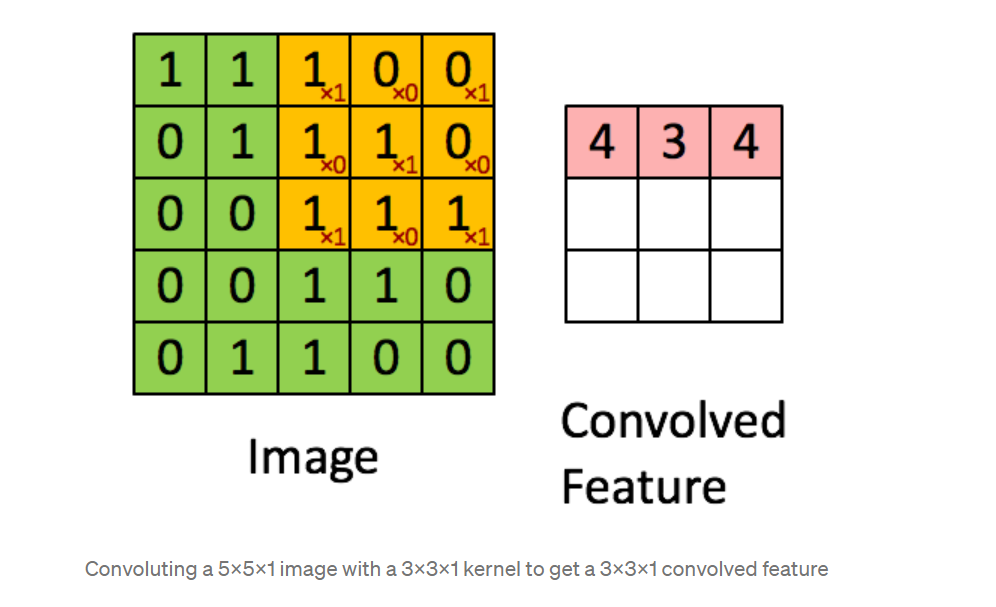 1 1 1×1 0×0 0×1
0 1 1×0 1×1 0×0
0 0 1×1 1×0 1×1
0 0 1 1 0
0 1 1 0 0
4 3 4
Image
Convolved
Feature
Convoluting a 5×5×1 image with a 3×3×1 kernel to get a 3×3×1 convolved feature